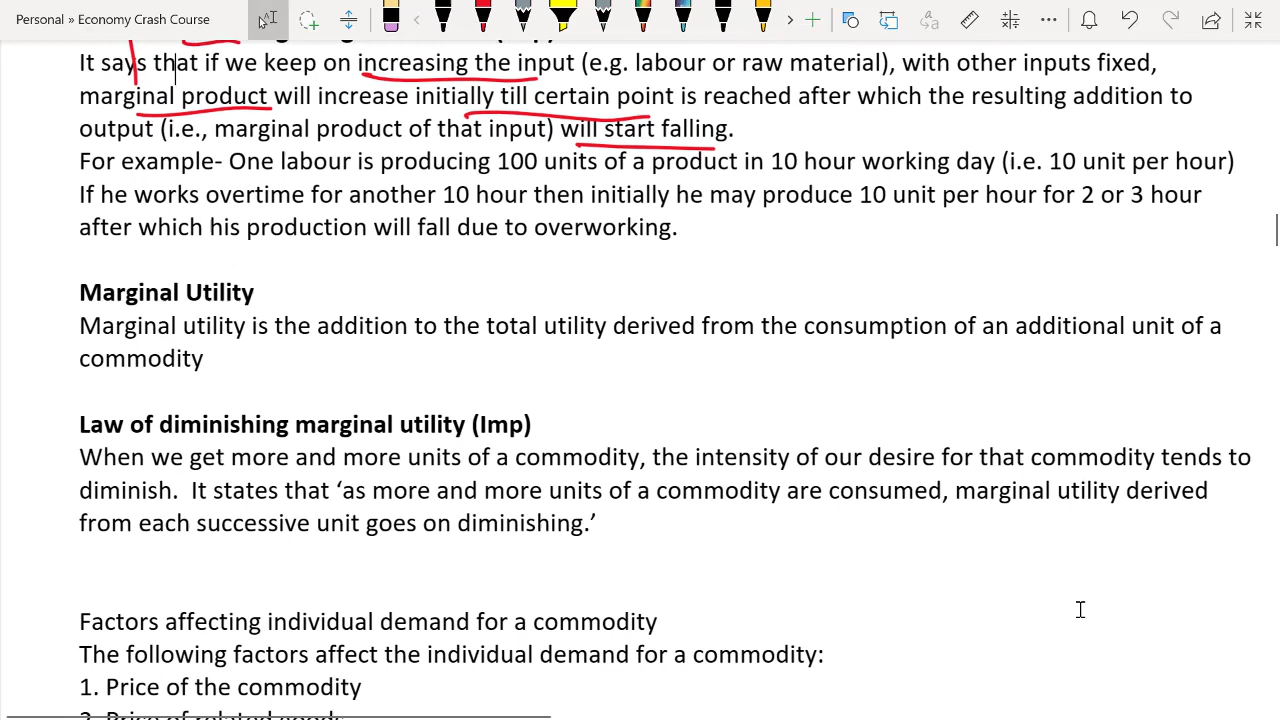 Personal » Economy Crash Course
It says that if we keep on increasing the input (e.g. labour or raw material), with other inputs fixed,
marginal product will increase initially till certain point is reached after which the resulting addition to
output (i.e., marginal product of that input) will start falling.
For example- One labour is producing 100 units of a product in 10 hour working day (i.e. 10 unit per hour)
If he works overtime for another 10 hour then initially he may produce 10 unit per hour for 2 or 3 hour
after which his production will fall due to overworking.
Marginal Utility
Marginal utility is the addition to the total utility derived from the consumption of an additional unit of a
commodity
Law of diminishing marginal utility (Imp)
When we get more and more units of a commodity, the intensity of our desire for that commodity tends to
diminish.  It states that ‘as more and more units of a commodity are consumed, marginal utility derived
from each successive unit goes on diminishing.’
Factors affecting individual demand for a commodity
The following factors affect the individual demand for a commodity:
1. Price of the commodity
2. Price of related goods